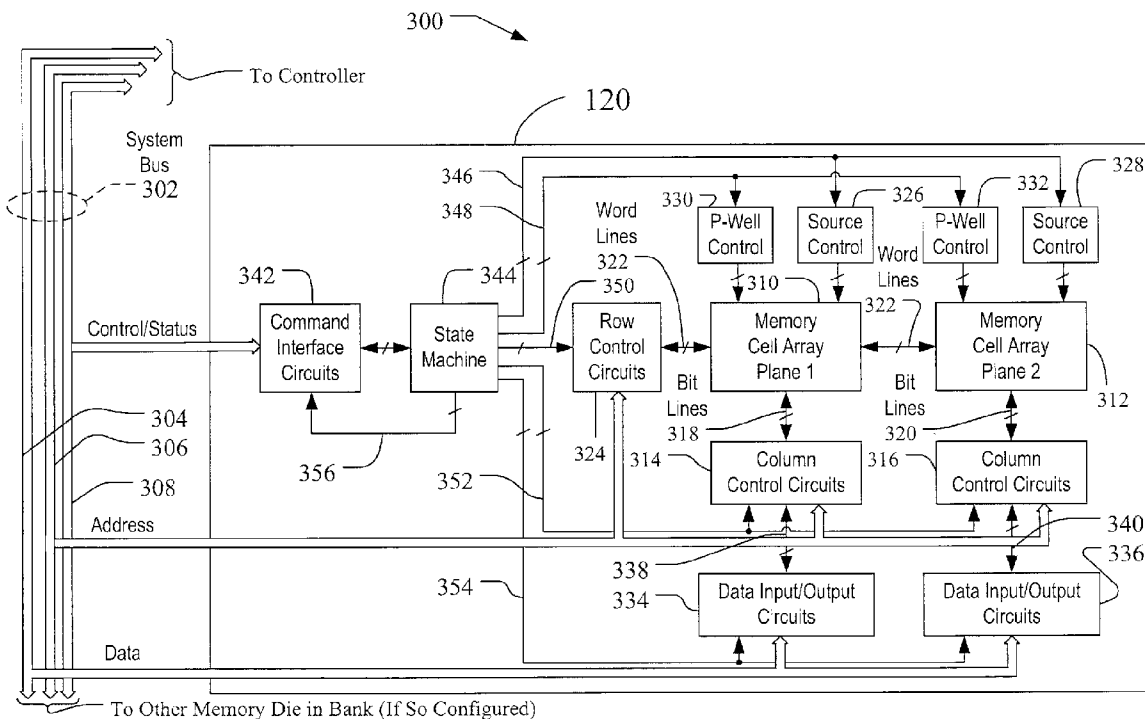 300
To Controller
120
System
Bus
302
346
348
330
326
332
328
P-Well
Control
Source
Control
P-Well
Control
Source
Control
Word
Lines
322
350
310
Word
Lines
322
342
344
Control/Status
Command
Interface
Circuits
State
Machine
Row
Control
Circuits
Memory
Cell Array
Plane 1
Memory
Cell Array
Plane 2
312
304
306
308
356
324
Bit
Lines
318
Bit
Lines
320
352
314
Column
Control Circuits
316
Column
Control Circuits
Address
338
340
336
354
334
Data Input/Output
Circuits
Data Input/Output
Circuits
Data
To Other Memory Die in Bank (If So Configured)